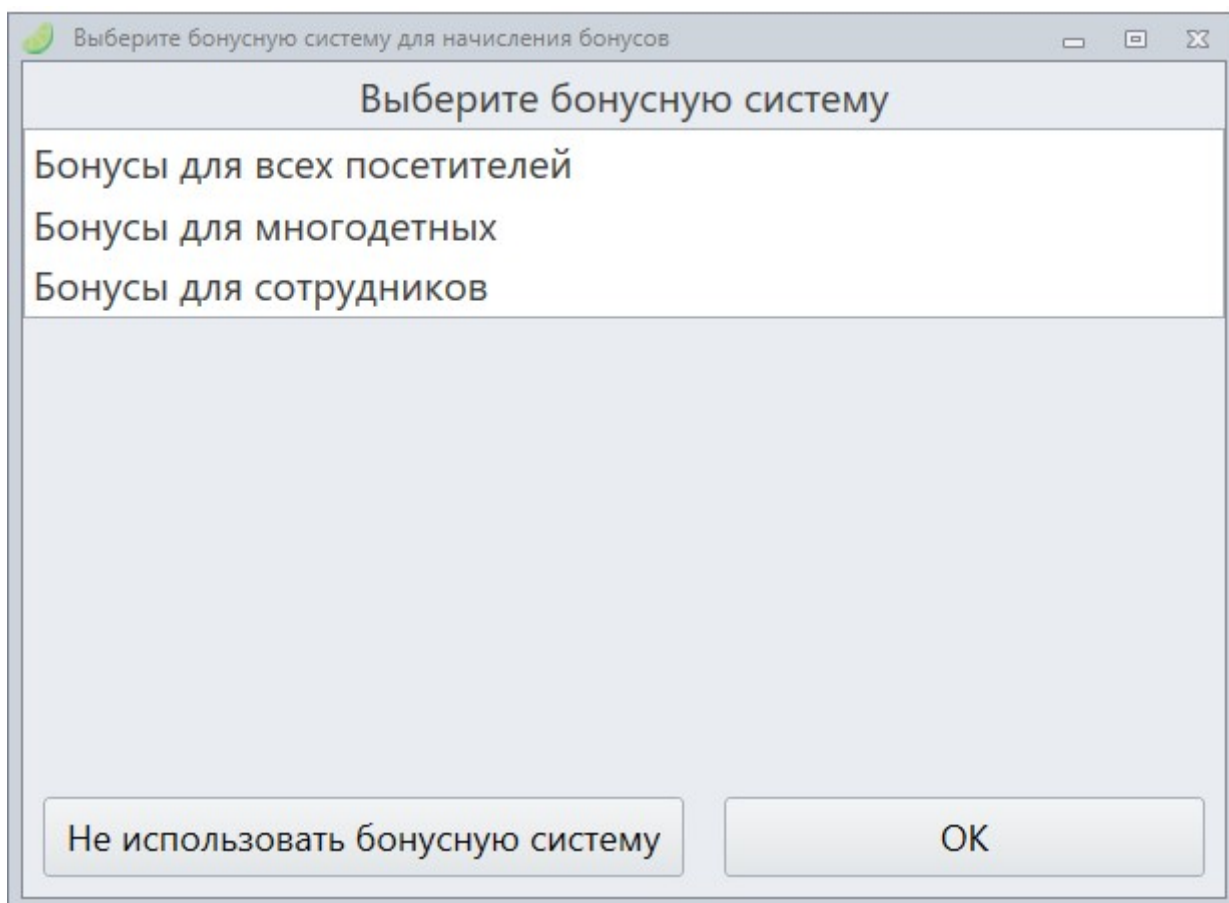 Выберите бонусную систему для начисления бонусов
Выберите бонусную систему
Бонусы для всех посетителей
Бонусы для многодетных
Бонусы для сотрудников
Не использовать бонусную систему
ОК